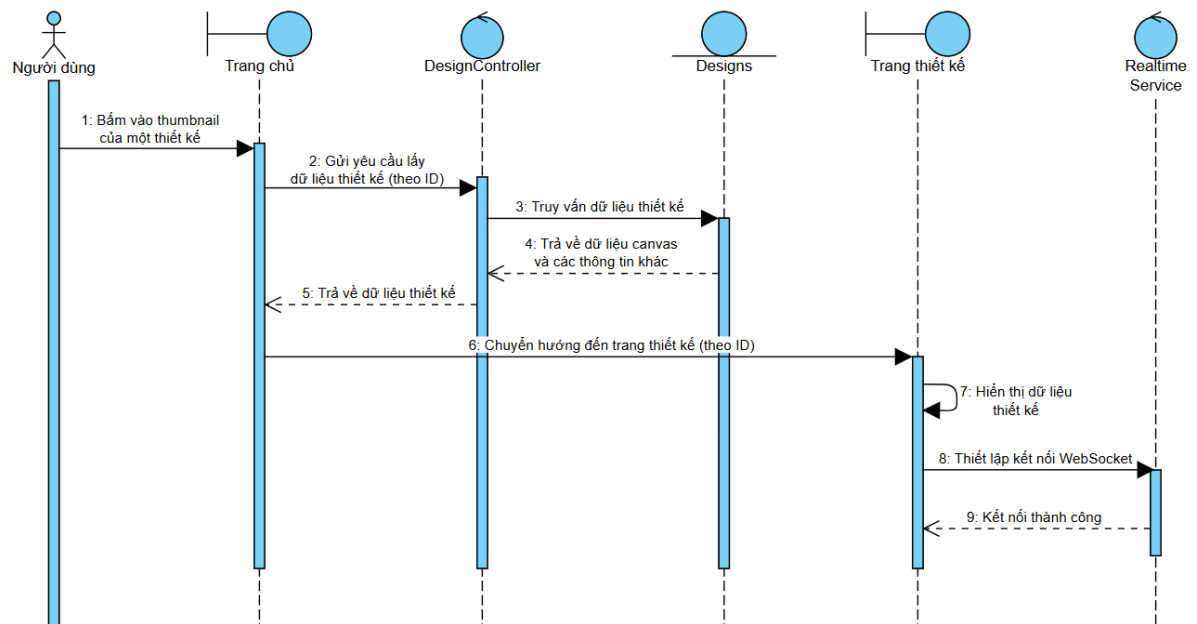 Người dùng
Trang chủ
DesignController
Designs
Trang thiết kế
Realtime
Service
1: Bấm vào thumbnail
của một thiết kế
2: Gửi yêu cầu lấy
dữ liệu thiết kế (theo ID)
3: Truy vấn dữ liệu thiết kế
4: Trả về dữ liệu canvas
và các thông tin khác
5: Trả về dữ liệu thiết kế
6: Chuyển hướng đến trang thiết kế (theo ID)
7: Hiển thị dữ liệu
thiết kế
8: Thiết lập kết nối WebSocket
9: Kết nối thành công